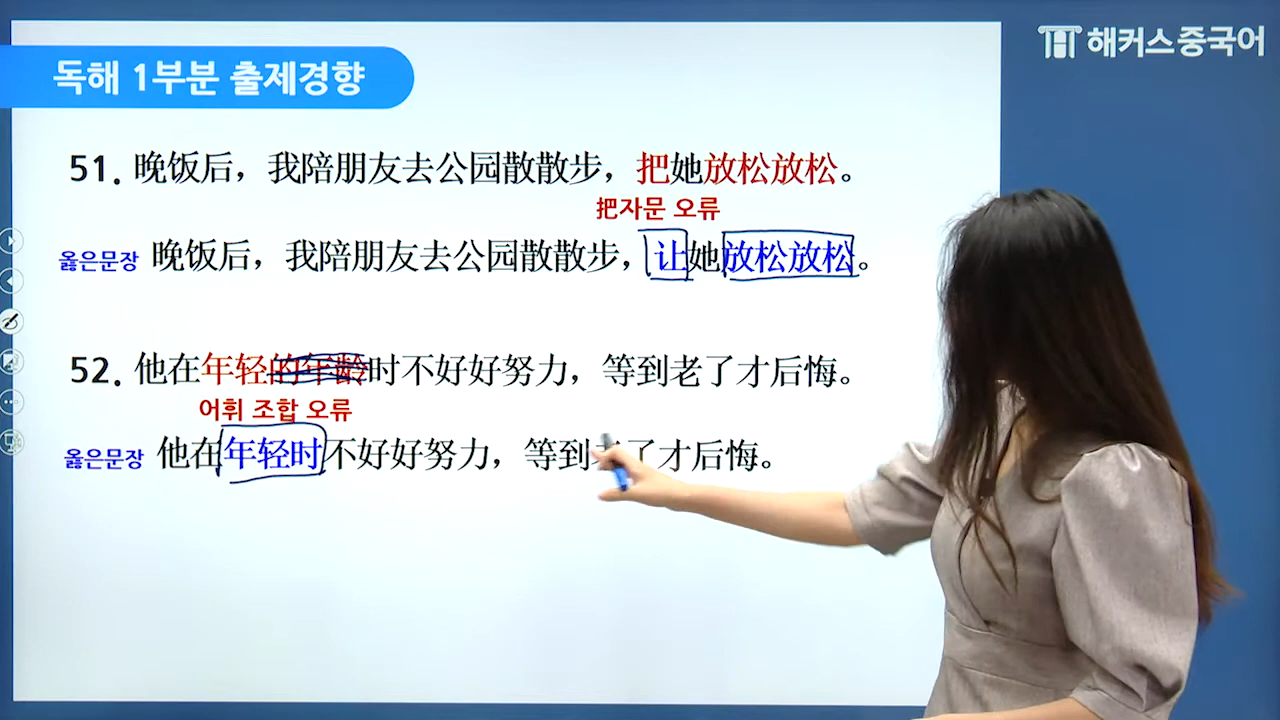 해커스중국어
독해 1부분 출제경향
51. 晚饭后，我陪朋友去公园散散步，把她放松放松。
把자문 오류
옳은문장 晚饭后，我陪朋友去公园散散步，让她放松放松。
52. 他在年轻的年龄时不好好努力，等到老了才后悔。
어휘 조합 오류
옳은문장 他在年轻时不好好努力，等到老了才后悔。